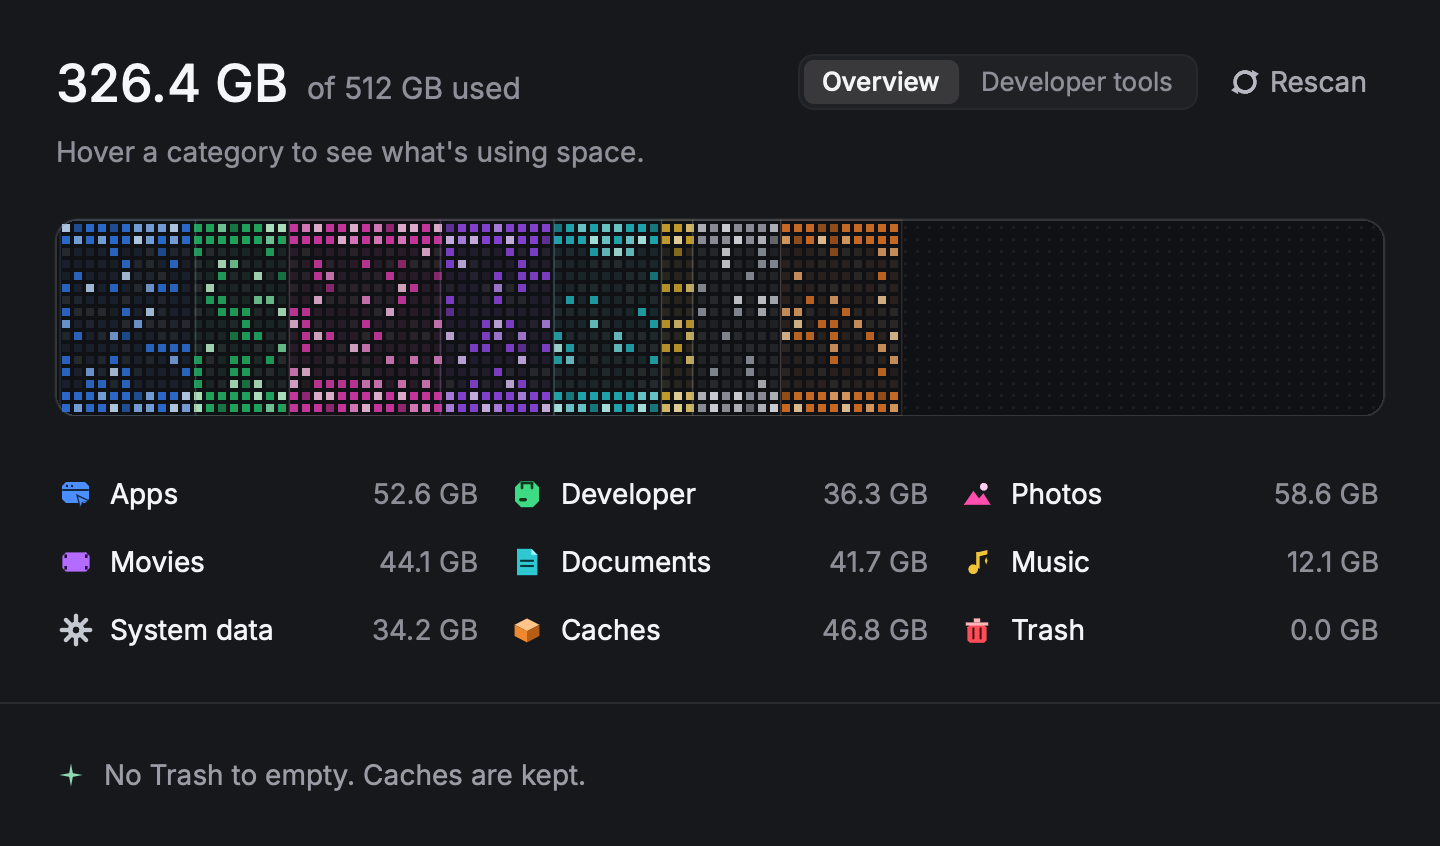 326.4 GB of 512 GB used
Overview
Developer tools
Rescan
Hover a category to see what's using space.
Apps 52.6 GB
Developer 36.3 GB
Photos 58.6 GB
Movies 44.1 GB
Documents 41.7 GB
Music 12.1 GB
System data 34.2 GB
Caches 46.8 GB
Trash 0.0 GB
No Trash to empty. Caches are kept.